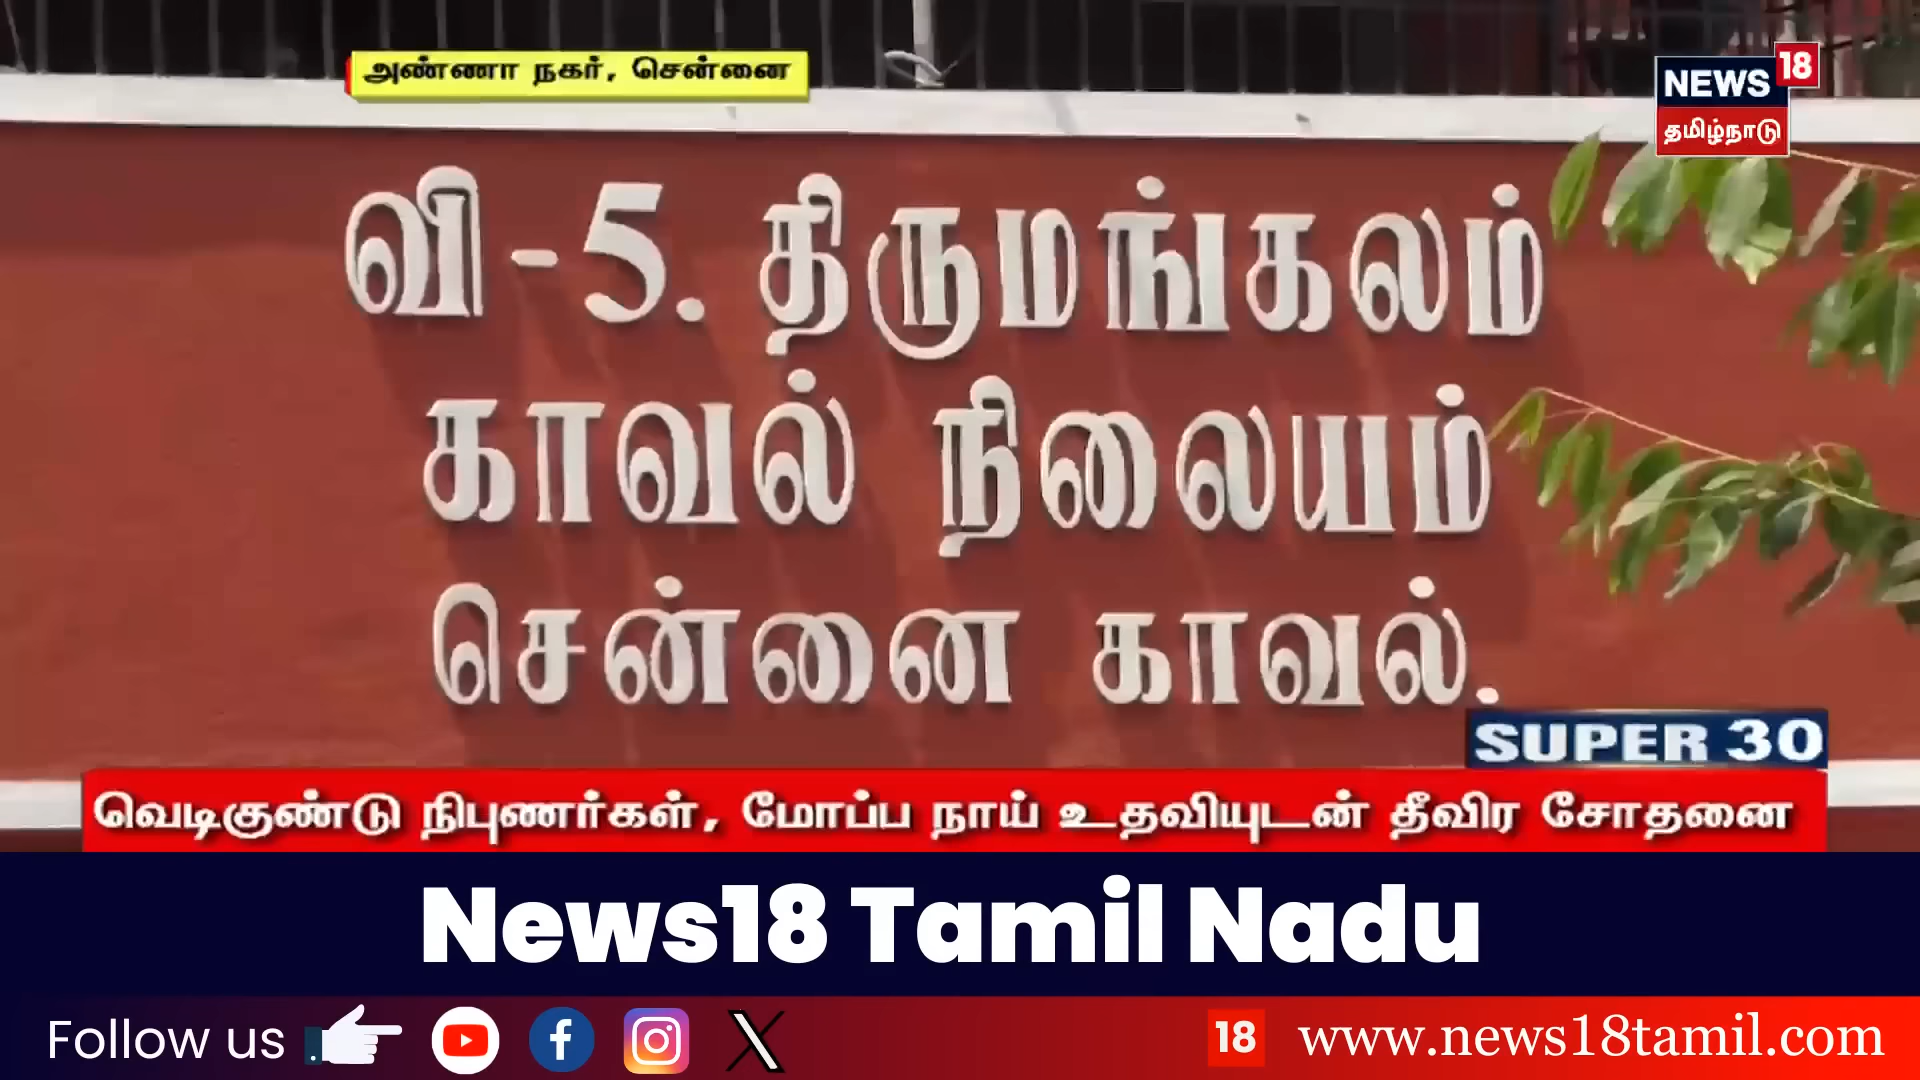 அண்ணா நகர், சென்னை
NEWS 18
தமிழ்நாடு
வி-5. திருமங்கலம்
காவல் நிலையம்
சென்னை காவல்.
SUPER 30
வெடிகுண்டு நிபுணர்கள், மோப்ப நாய் உதவியுடன் தீவிர சோதனை
News18 Tamil Nadu
Follow us
18 www.news18tamil.com